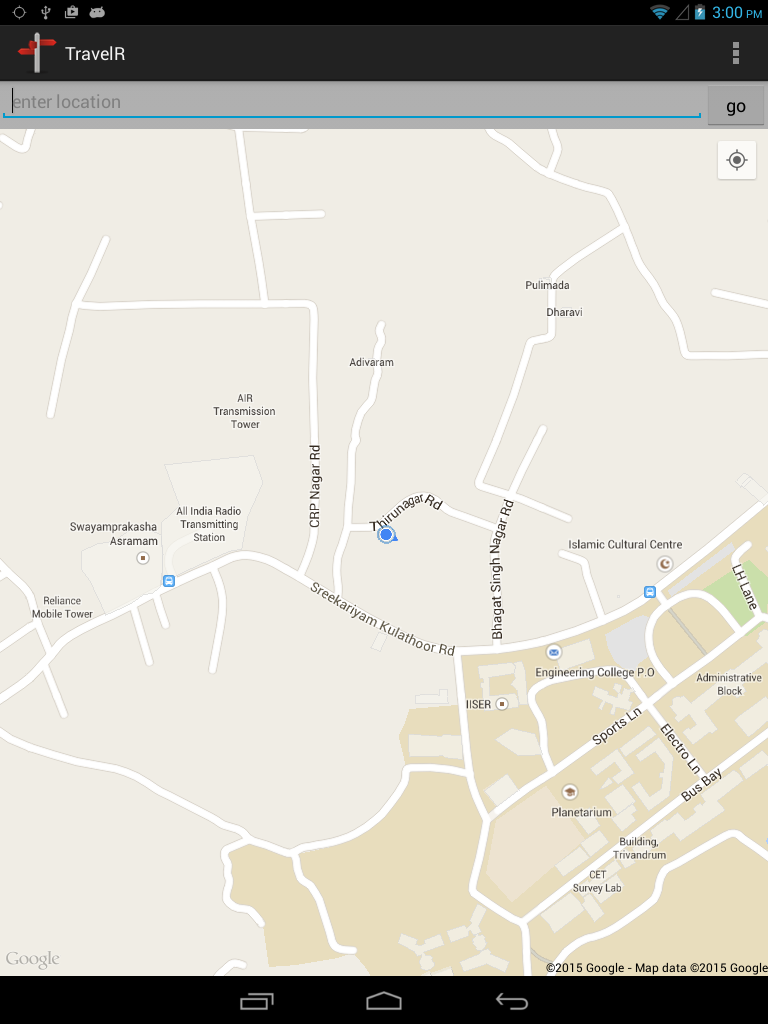 3:00 PM
TravelR
enter location
go
Pulimada
Dharavi
Adivaram
AIR
Transmission
Tower
CRP Nagar Rd
Thirunagar Rd
Bhagat Singh Nagar Rd
All India Radio
Transmitting
Station
Swayamprakasha
Asramam
Islamic Cultural Centre
LH Lane
Reliance
Mobile Tower
Sreekariyam Kulathoor Rd
Engineering College P.O
Administrative
Block
IISER
Sports Ln
Electro Ln
Bus Bay
Planetarium
Building,
Trivandrum
CET
Survey Lab
Google
©2015 Google - Map data ©2015 Google